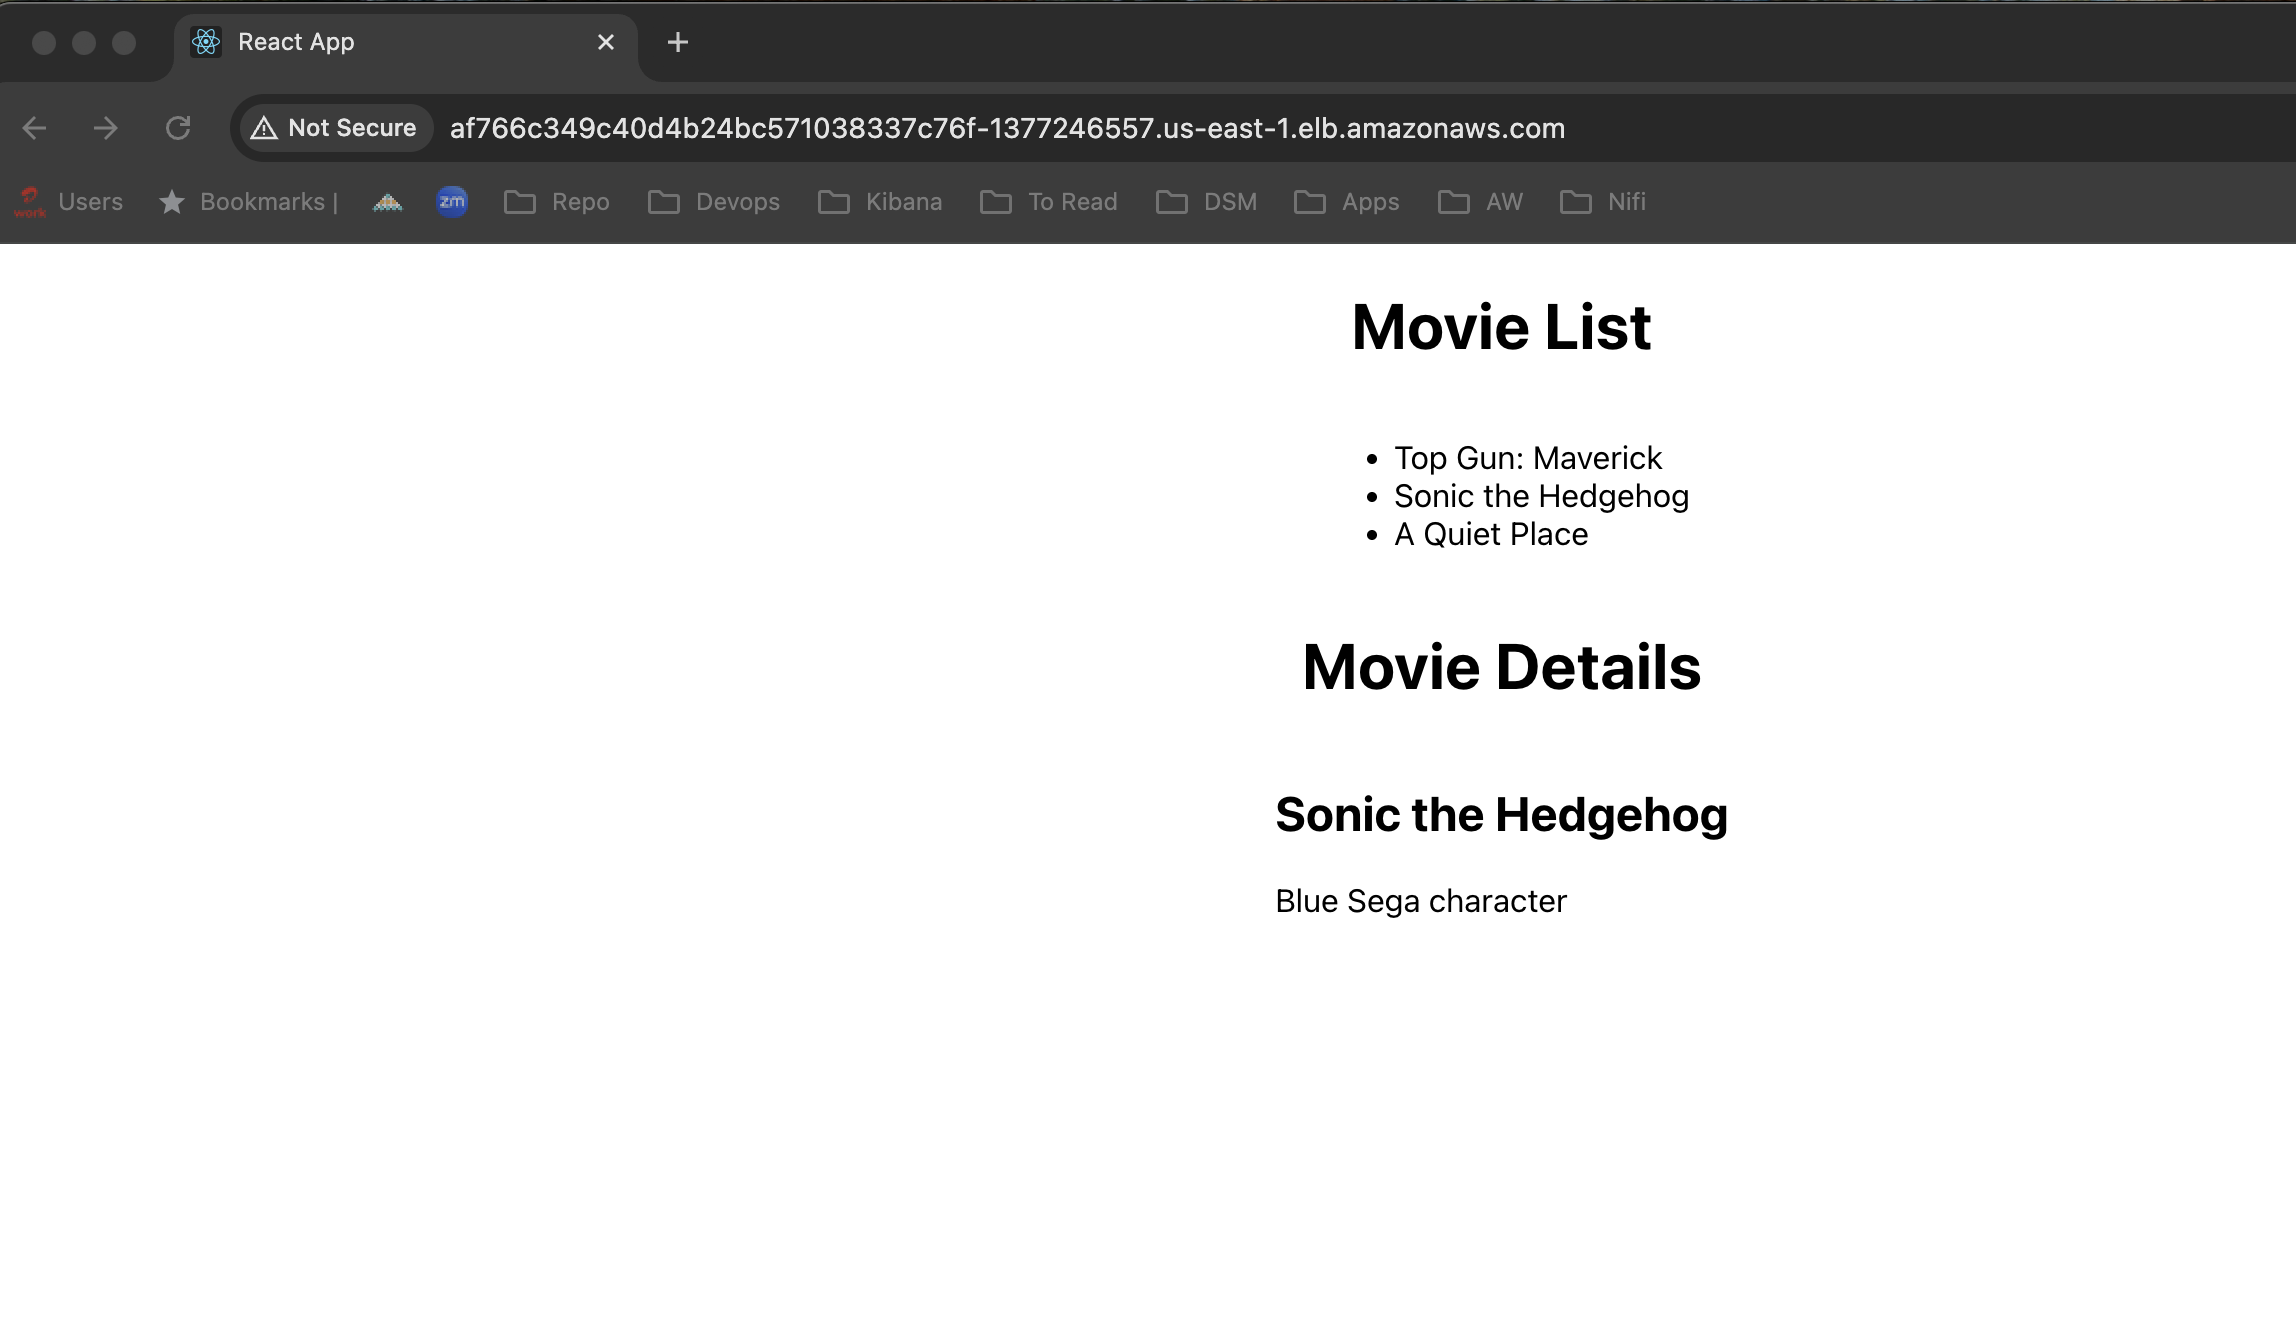 React App
Not Secure af766c349c40d4b24bc571038337c76f-1377246557.us-east-1.elb.amazonaws.com
work Users Bookmarks | zm Repo Devops Kibana To Read DSM Apps AW Nifi
Movie List
Top Gun: Maverick
Sonic the Hedgehog
A Quiet Place
Movie Details
Sonic the Hedgehog
Blue Sega character